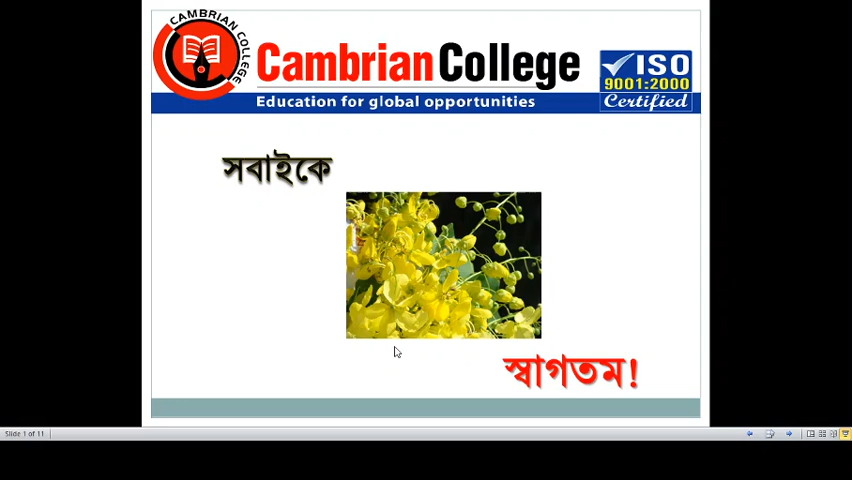 CAMBRIAN COLLEGE
Cambrian College
Education for global opportunities
ISO
9001:2000
Certified
সবাইকে
স্বাগতম!
Slide 1 of 11